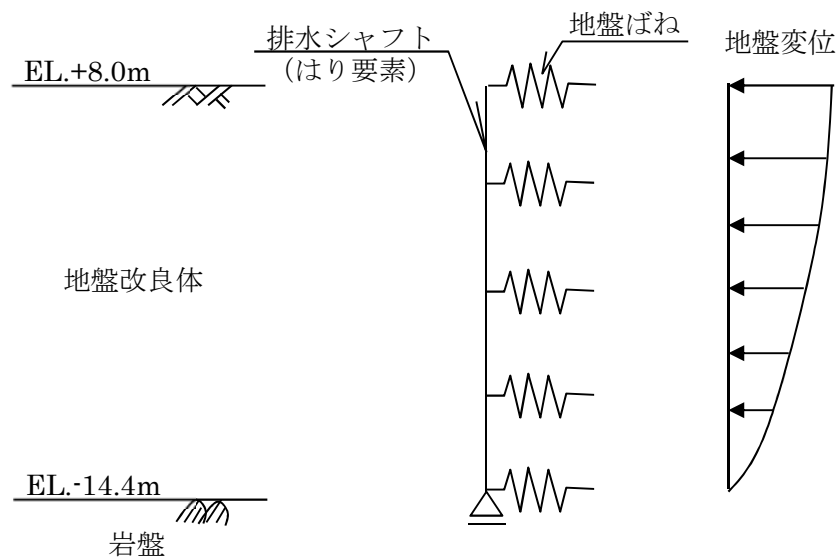 排水シャフト
（はり要素）
地盤ばね
地盤変位
EL.+8.0m
地盤改良体
EL.-14.4m
岩盤